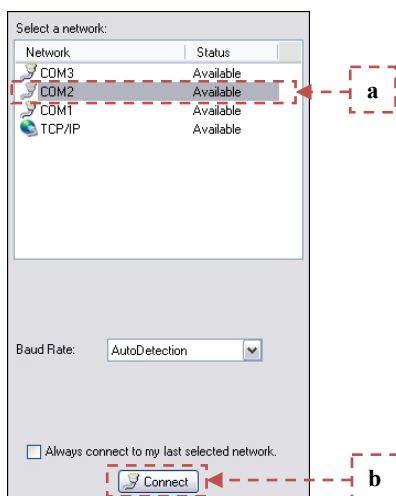 Select a network:
Network Status
COM3 Available
COM2 Available
a
COM1 Available
TCP/IP Available
Baud Rate: AutoDetection
Always connect to my last selected network.
Connect
b